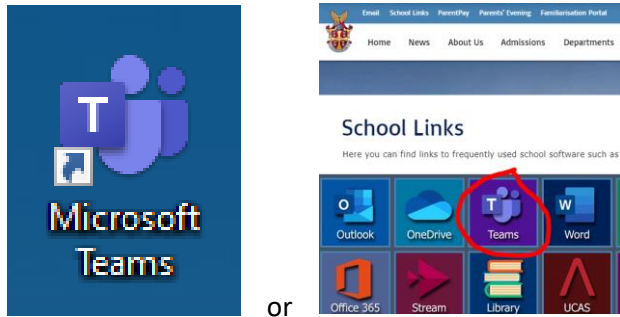 T
Microsoft
Teams
or
Email School Links ParentPay Parents' Evening Familiarisation Portal
Home News About Us Admissions Departments
School Links
Here you can find links to frequently used school software such as
O T W
Outlook OneDrive Teams Word
Office 365 Stream Library UCAS